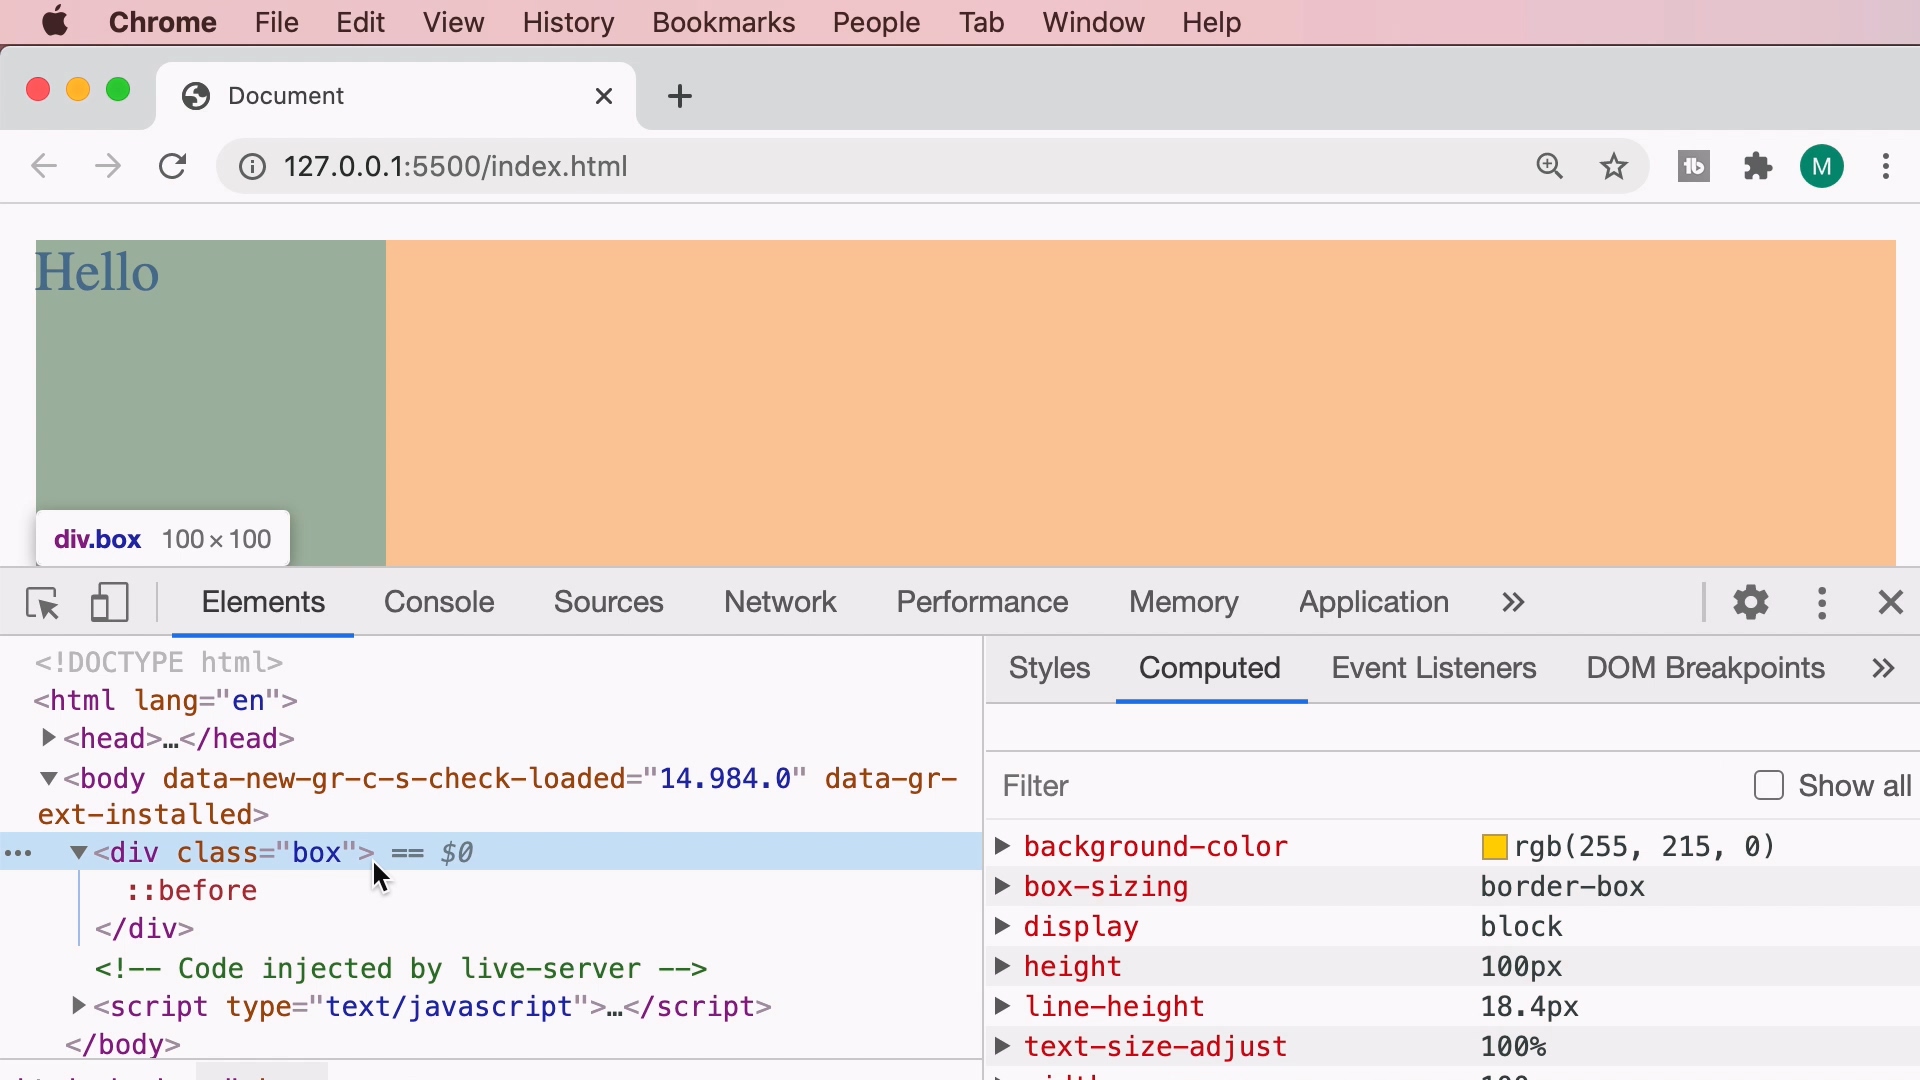 Chrome File Edit View History Bookmarks People Tab Window Help
Document
127.0.0.1:5500/index.html
M
Hello
div.box 100×100
Elements Console Sources Network Performance Memory Application »
<!DOCTYPE html>
<html lang="en">
<head>…</head>
<body data-new-gr-c-s-check-loaded="14.984.0" data-gr-
ext-installed>
<div class="box"> == $0
::before
</div>
<!-- Code injected by live-server -->
<script type="text/javascript">…</script>
</body>
Styles Computed Event Listeners DOM Breakpoints »
Filter Show all
background-color rgb(255, 215, 0)
box-sizing border-box
display block
height 100px
line-height 18.4px
text-size-adjust 100%